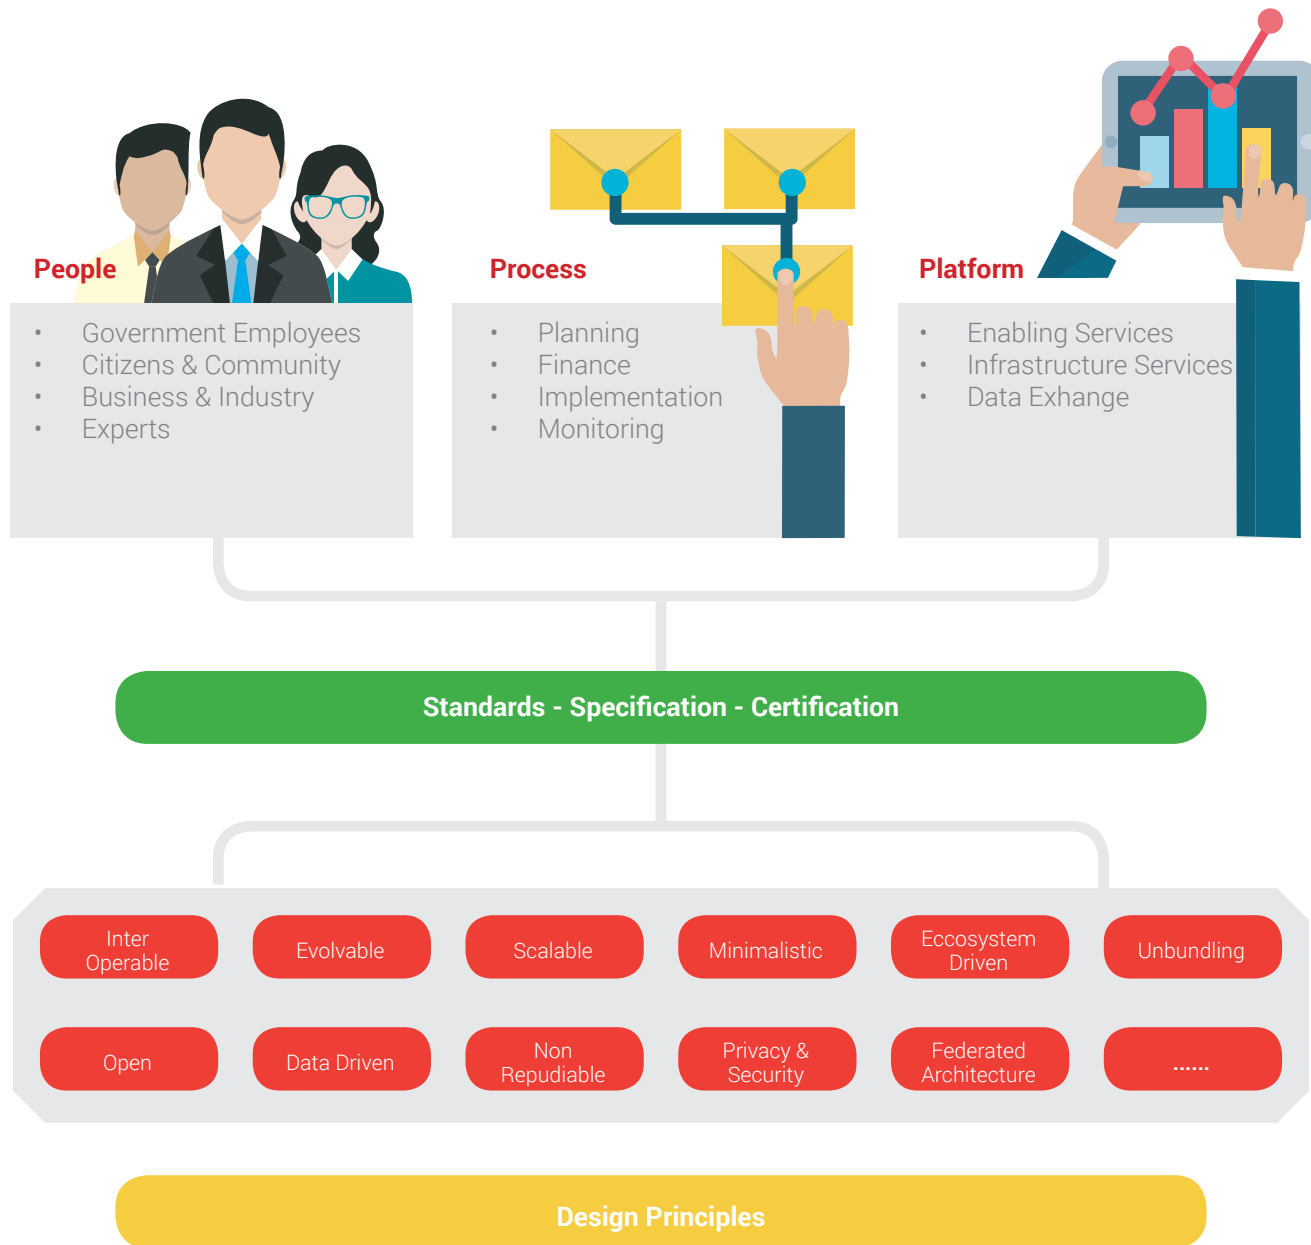 People
• Government Employees
• Citizens & Community
• Business & Industry
• Experts
Process
• Planning
• Finance
• Implementation
• Monitoring
Platform
• Enabling Services
• Infrastructure Services
• Data Exhange
Standards - Specification - Certification
Inter
Operable
Evolvable
Scalable
Minimalistic
Eccosystem
Driven
Unbundling
Open
Data Driven
Non
Repudiable
Privacy &
Security
Federated
Architecture
......
Design Principles